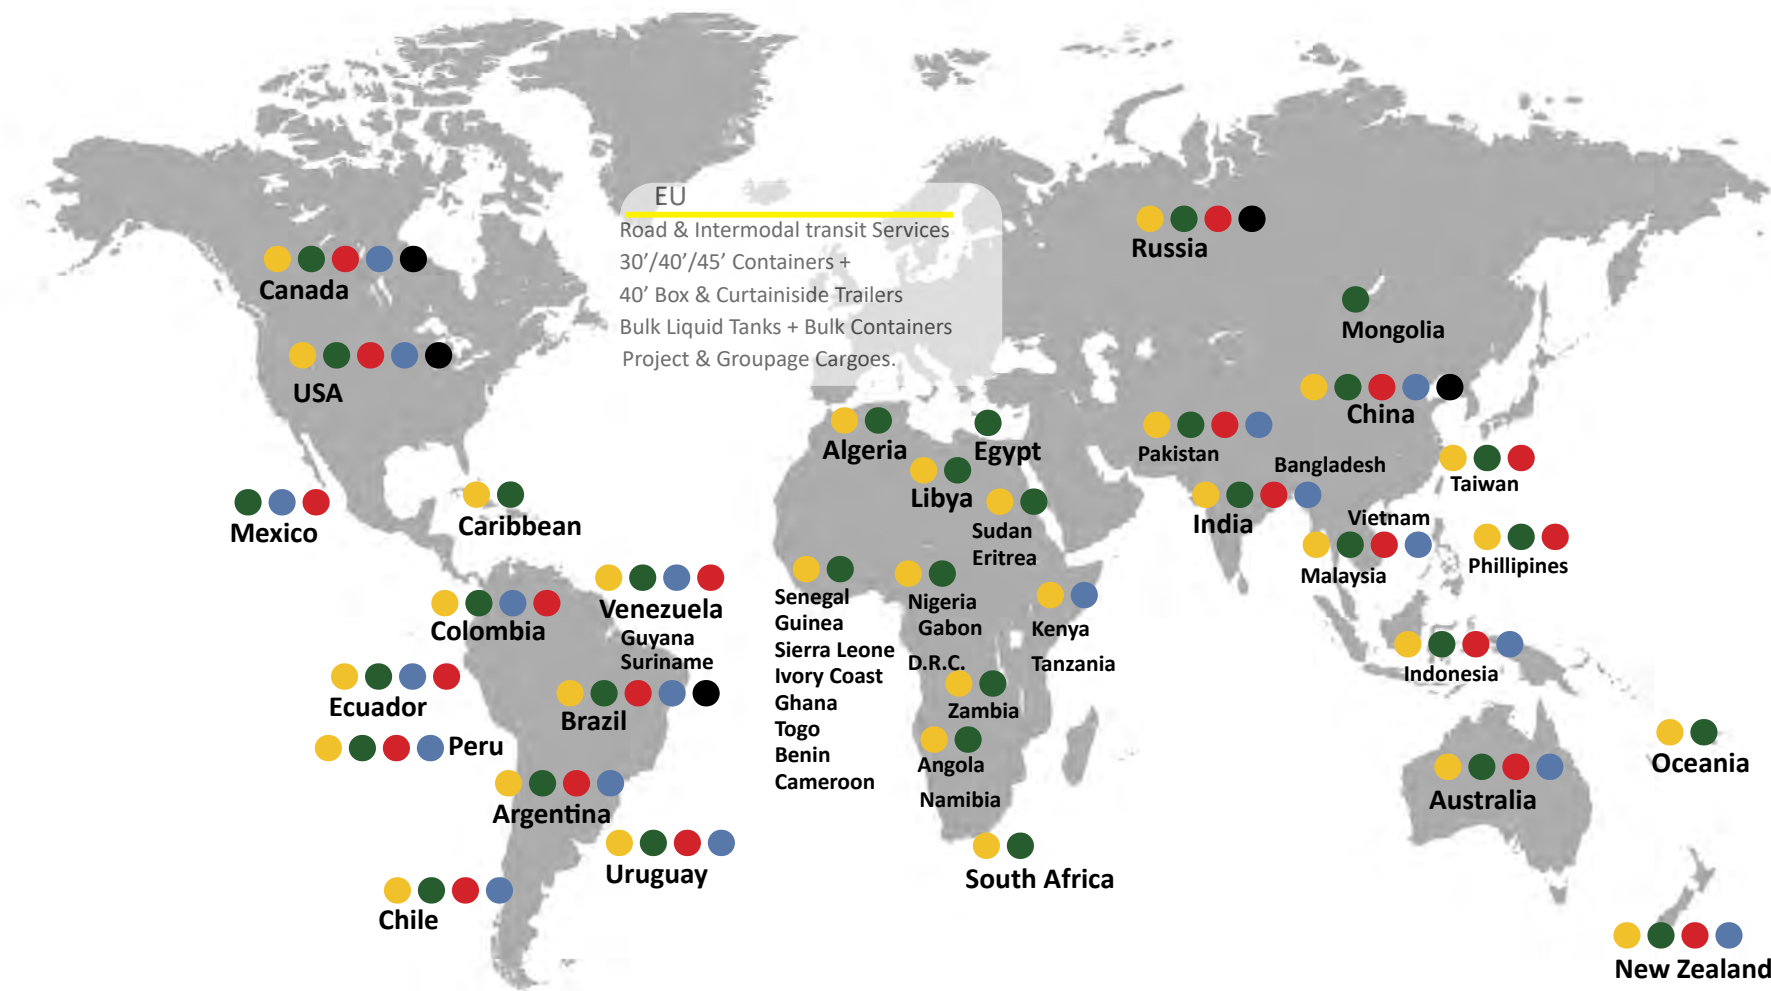 EU
Road & Intermodal transit Services
30’/40’/45’ Containers +
40’ Box & Curtainiside Trailers
Bulk Liquid Tanks + Bulk Containers
Project & Groupage Cargoes.
Canada
USA
Mexico
Caribbean
Venezuela
Guyana
Suriname
Colombia
Ecuador
Peru
Brazil
Argentina
Uruguay
Chile
Algeria
Egypt
Libya
Sudan
Eritrea
Senegal
Guinea
Sierra Leone
Ivory Coast
Ghana
Togo
Benin
Cameroon
Nigeria
Gabon
D.R.C.
Kenya
Tanzania
Zambia
Angola
Namibia
South Africa
Russia
Mongolia
China
Pakistan
Bangladesh
Taiwan
India
Vietnam
Malaysia
Phillipines
Indonesia
Oceania
Australia
New Zealand